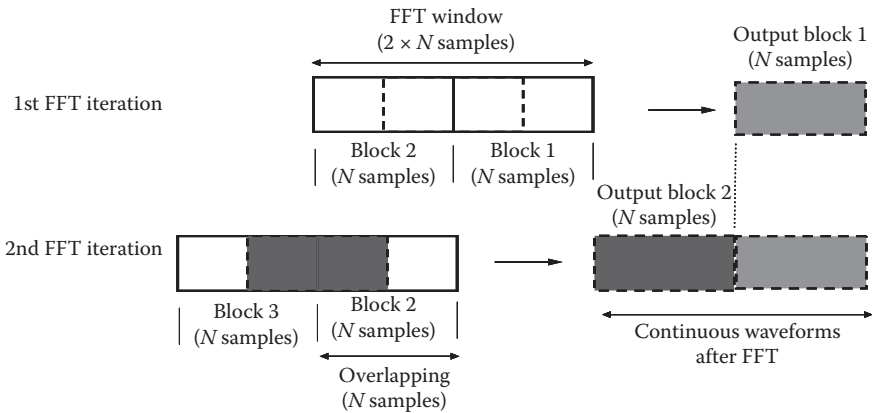 FFT window
(2 × N samples)
Output block 1
(N samples)
1st FFT iteration
Block 2
(N samples)
Block 1
(N samples)
Output block 2
(N samples)
2nd FFT iteration
Block 3
(N samples)
Block 2
(N samples)
Overlapping
(N samples)
Continuous waveforms
after FFT